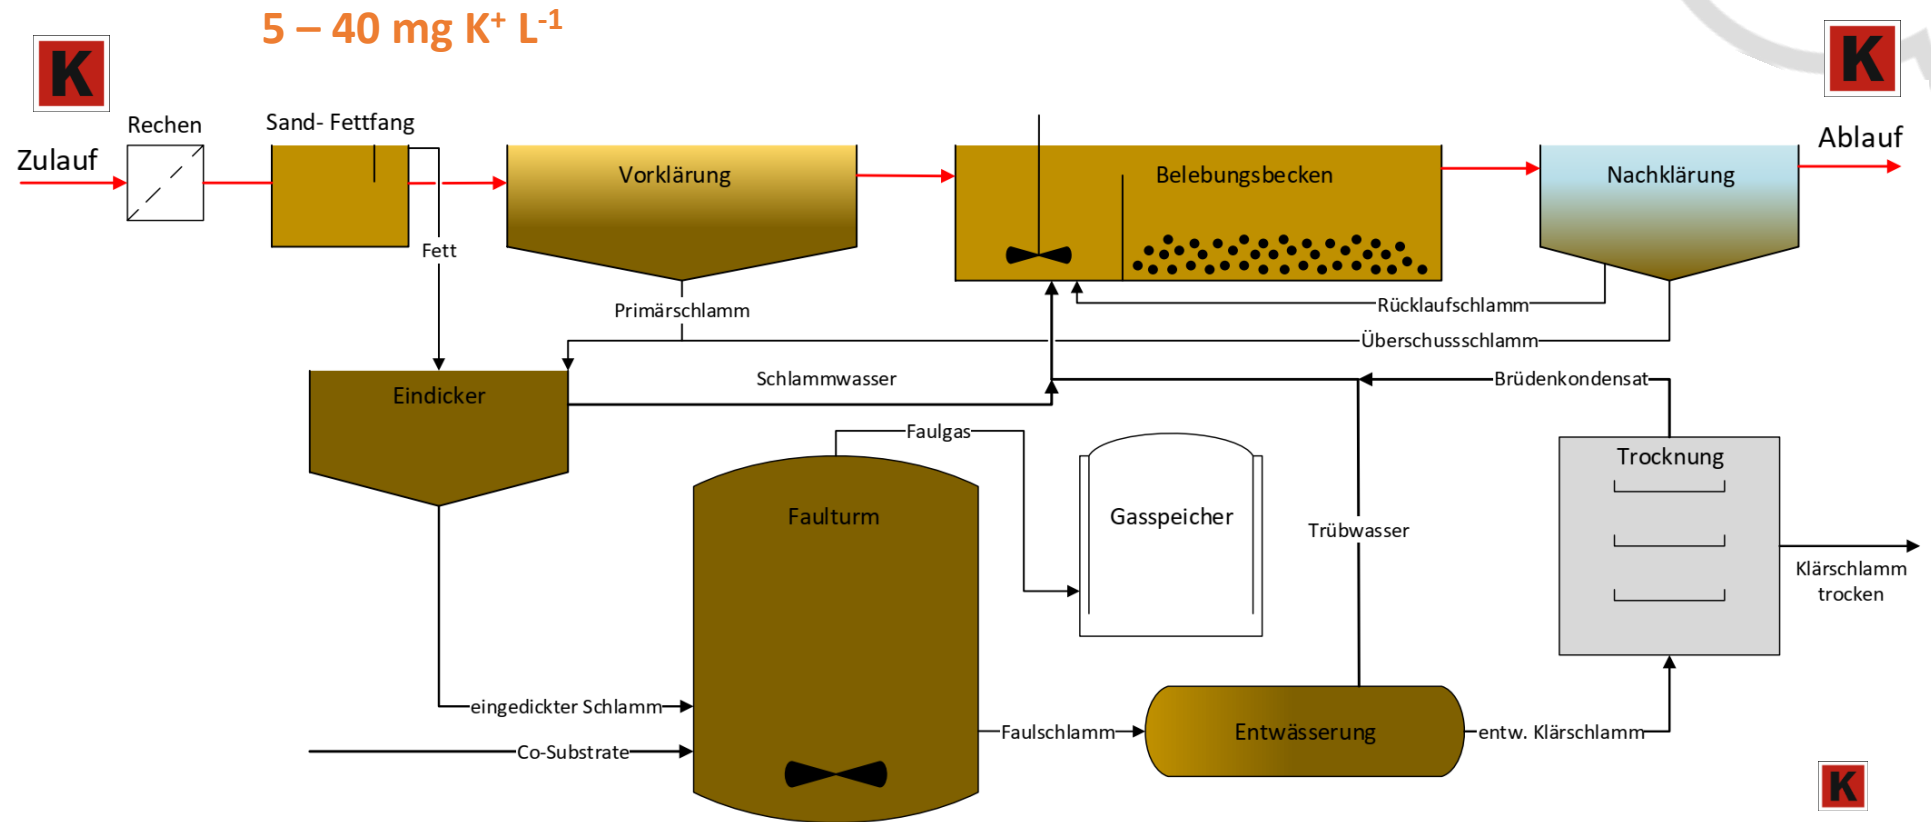 5 – 40 mg K⁺ L⁻¹
K
K
Rechen
Sand- Fettfang
Zulauf
Vorklärung
Belebungsbecken
Nachklärung
Ablauf
Fett
Primärschlamm
Rücklaufschlamm
Überschussschlamm
Eindicker
Schlammwasser
Brüdenkondensat
Faulgas
Trocknung
Faulturm
Gasspeicher
Trübwasser
Klärschlamm
trocken
eingedickter Schlamm
Co-Substrate
Faulschlamm
Entwässerung
entw. Klärschlamm
K